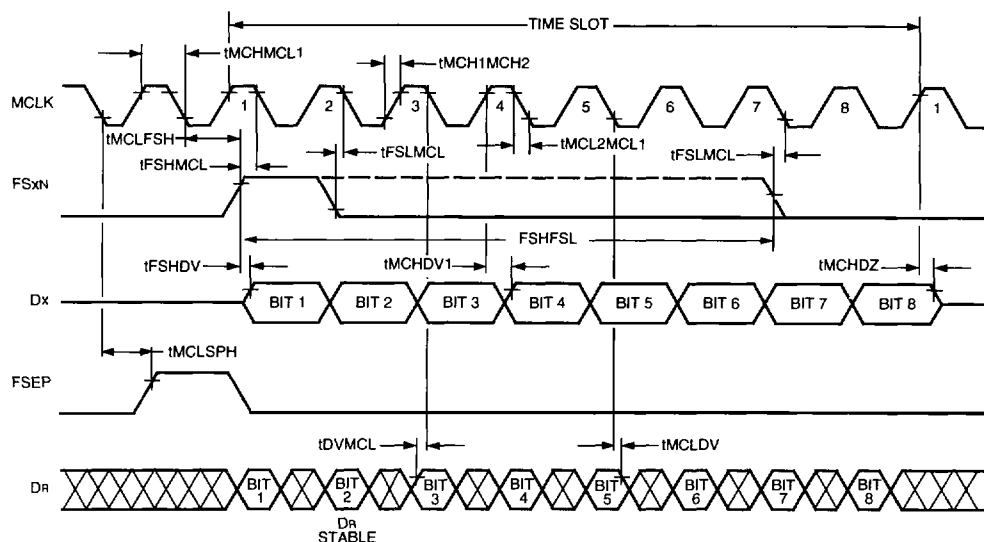 TIME SLOT
tMCHMCL1
tMCH1MCH2
MCLK
1 2 3 4 5 6 7 8 1
tMCLFSH
tFSLMCL
tMCL2MCL1
tFSLMCL
tFSHMCL
FSXN
FSHFSL
tFSHDV
tMCHDV1
tMCHDZ
DX
BIT 1 BIT 2 BIT 3 BIT 4 BIT 5 BIT 6 BIT 7 BIT 8
tMCLSPH
FSEP
tDVMCL
tMCLDV
DR
BIT 1 BIT 2 BIT 3 BIT 4 BIT 5 BIT 6 BIT 7 BIT 8
DR
STABLE